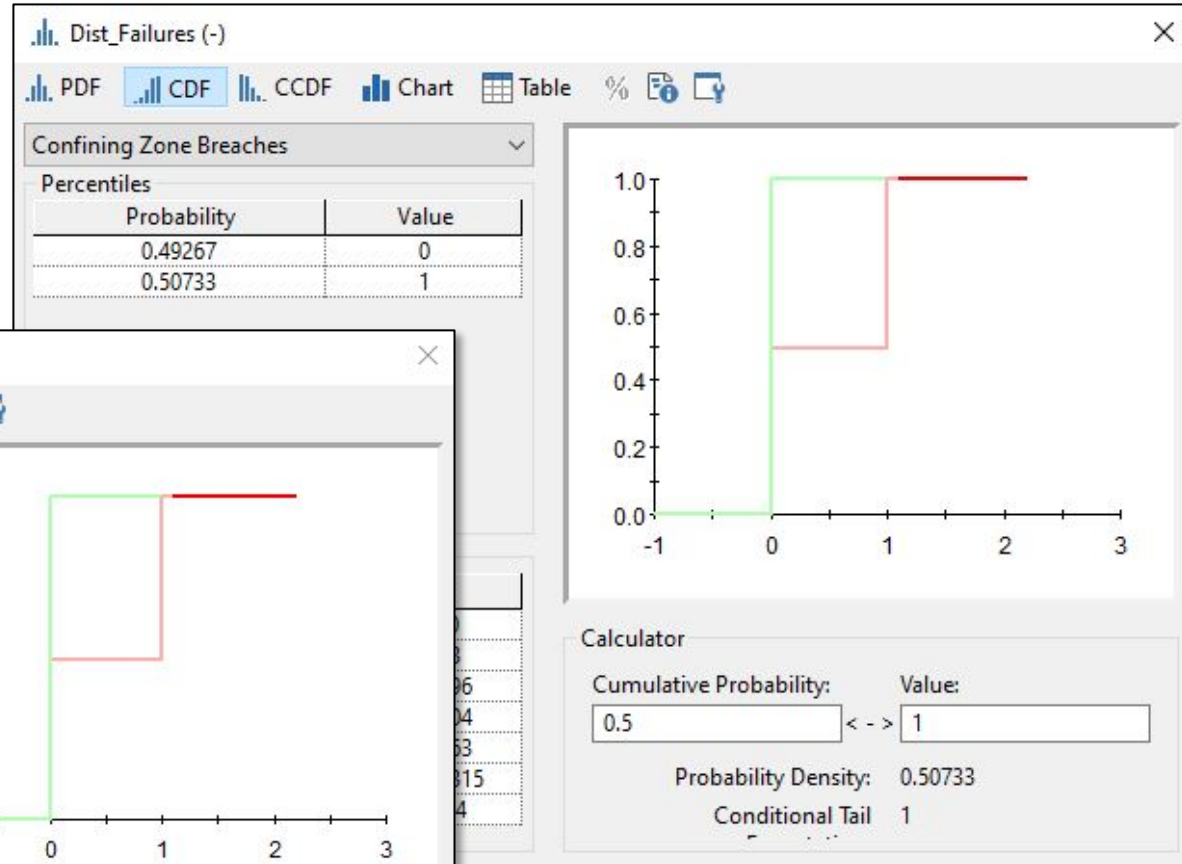 Dist_Failures (-)
PDF CDF CCDF Chart Table %
Confining Zone Breaches
Percentiles
Probability Value
0.49267 0
0.50733 1
1.0
0.8
0.6
0.4
0.2
0.0
-1 0 1 2 3
96
04
63
315
4
Calculator
Cumulative Probability: Value:
0.5 < - > 1
Probability Density: 0.50733
Conditional Tail 1
0 1 2 3